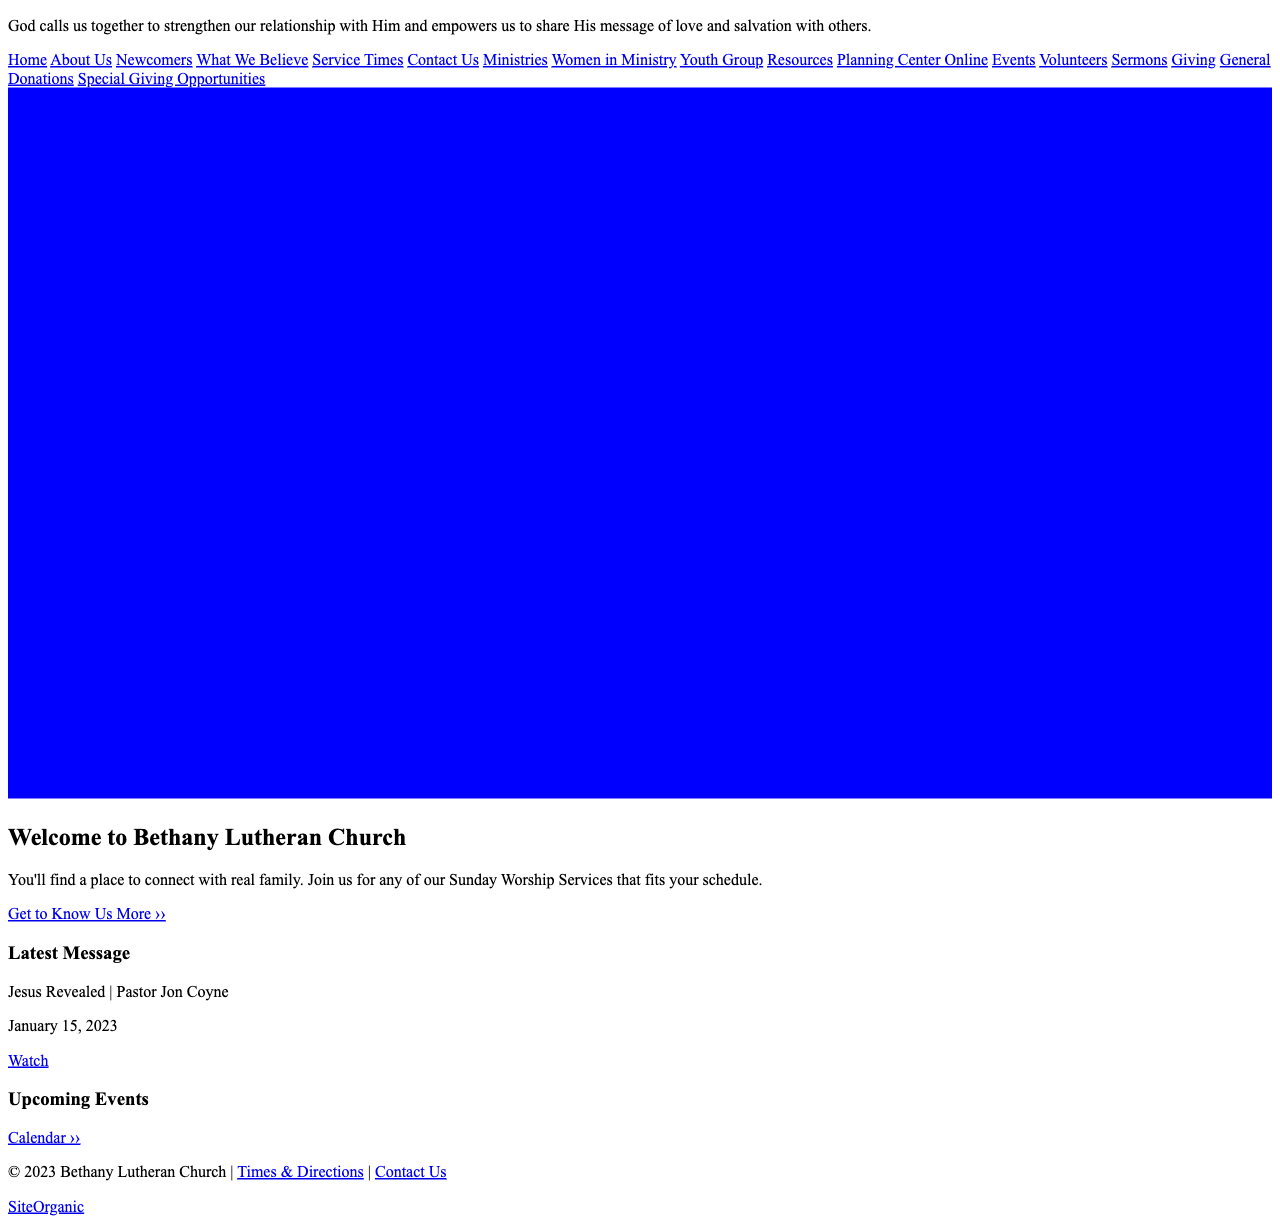 God calls us together to strengthen our relationship with Him and empowers us to share His message of love and salvation with others.
Home About Us Newcomers What We Believe Service Times Contact Us Ministries Women in Ministry Youth Group Resources Planning Center Online Events Volunteers Sermons Giving General
Donations Special Giving Opportunities
Welcome to Bethany Lutheran Church
You'll find a place to connect with real family. Join us for any of our Sunday Worship Services that fits your schedule.
Get to Know Us More ››
Latest Message
Jesus Revealed | Pastor Jon Coyne
January 15, 2023
Watch
Upcoming Events
Calendar ››
© 2023 Bethany Lutheran Church | Times & Directions | Contact Us
SiteOrganic